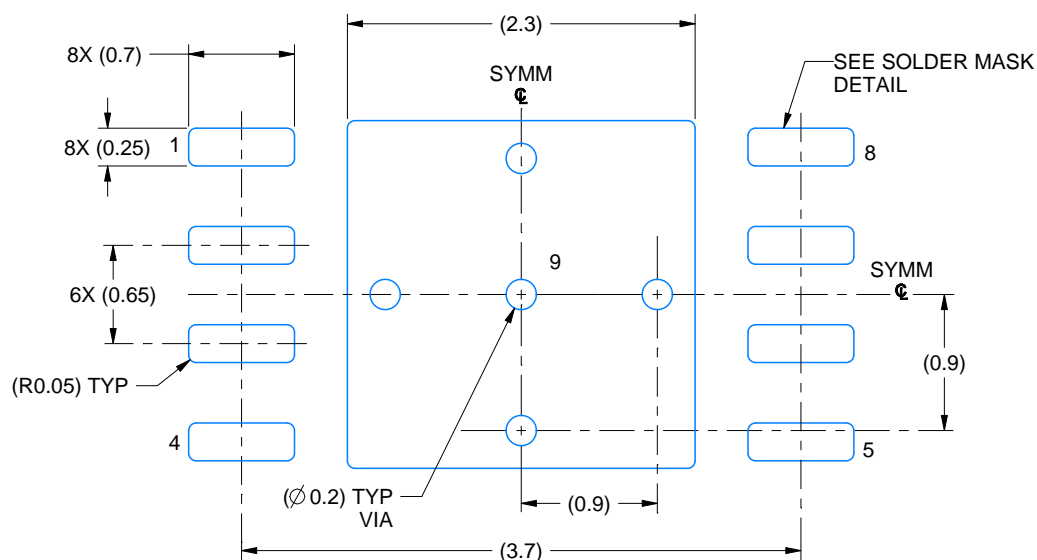 (2.3)
8X (0.7)
SYMM
℄
SEE SOLDER MASK
DETAIL
8X (0.25)
1
8
9
SYMM
℄
6X (0.65)
(0.9)
(R0.05) TYP
4
5
(∅ 0.2) TYP
VIA
(0.9)
(3.7)